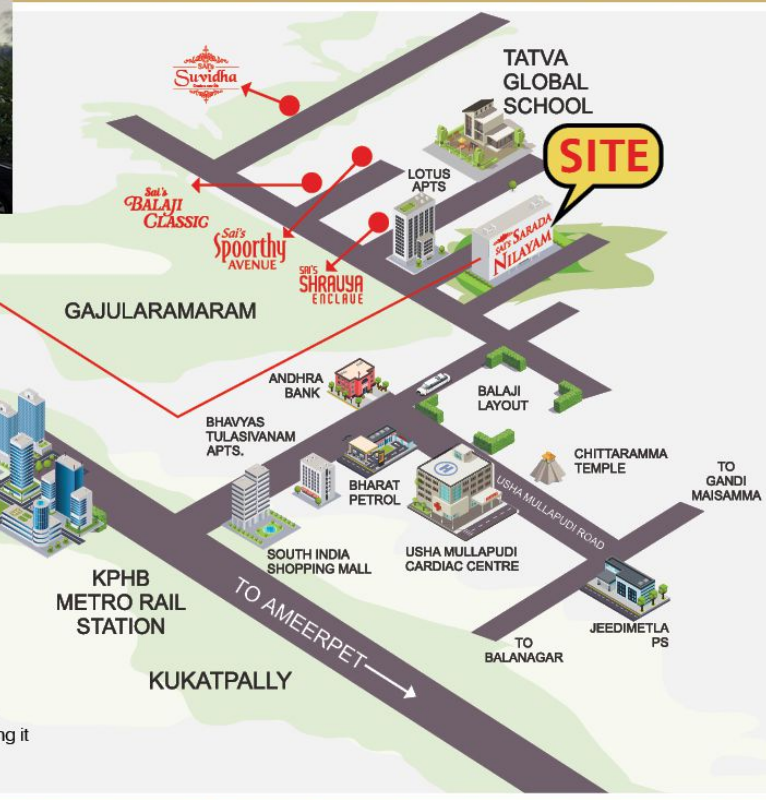 SAI's
Suvidha
TATVA
GLOBAL
SCHOOL
SITE
LOTUS
APTS
Sai's
BALAJI
CLASSIC
Sai's
Spoorthy
AVENUE
SAI'S
SHRAUYA
ENCLAVE
SAI'S SARADA
NILAYAM
GAJULARAMARAM
ANDHRA
BANK
BALAJI
LAYOUT
BHAVYAS
TULASIVANAM
APTS.
BHARAT
PETROL
H
CHITTARAMMA
TEMPLE
USHA MULLAPUDI ROAD
TO
GANDI
MAISAMMA
SOUTH INDIA
SHOPPING MALL
USHA MULLAPUDI
CARDIAC CENTRE
KPHB
METRO RAIL
STATION
TO AMEERPET
JEEDIMETLA
PS
TO
BALANAGAR
KUKATPALLY
ng it